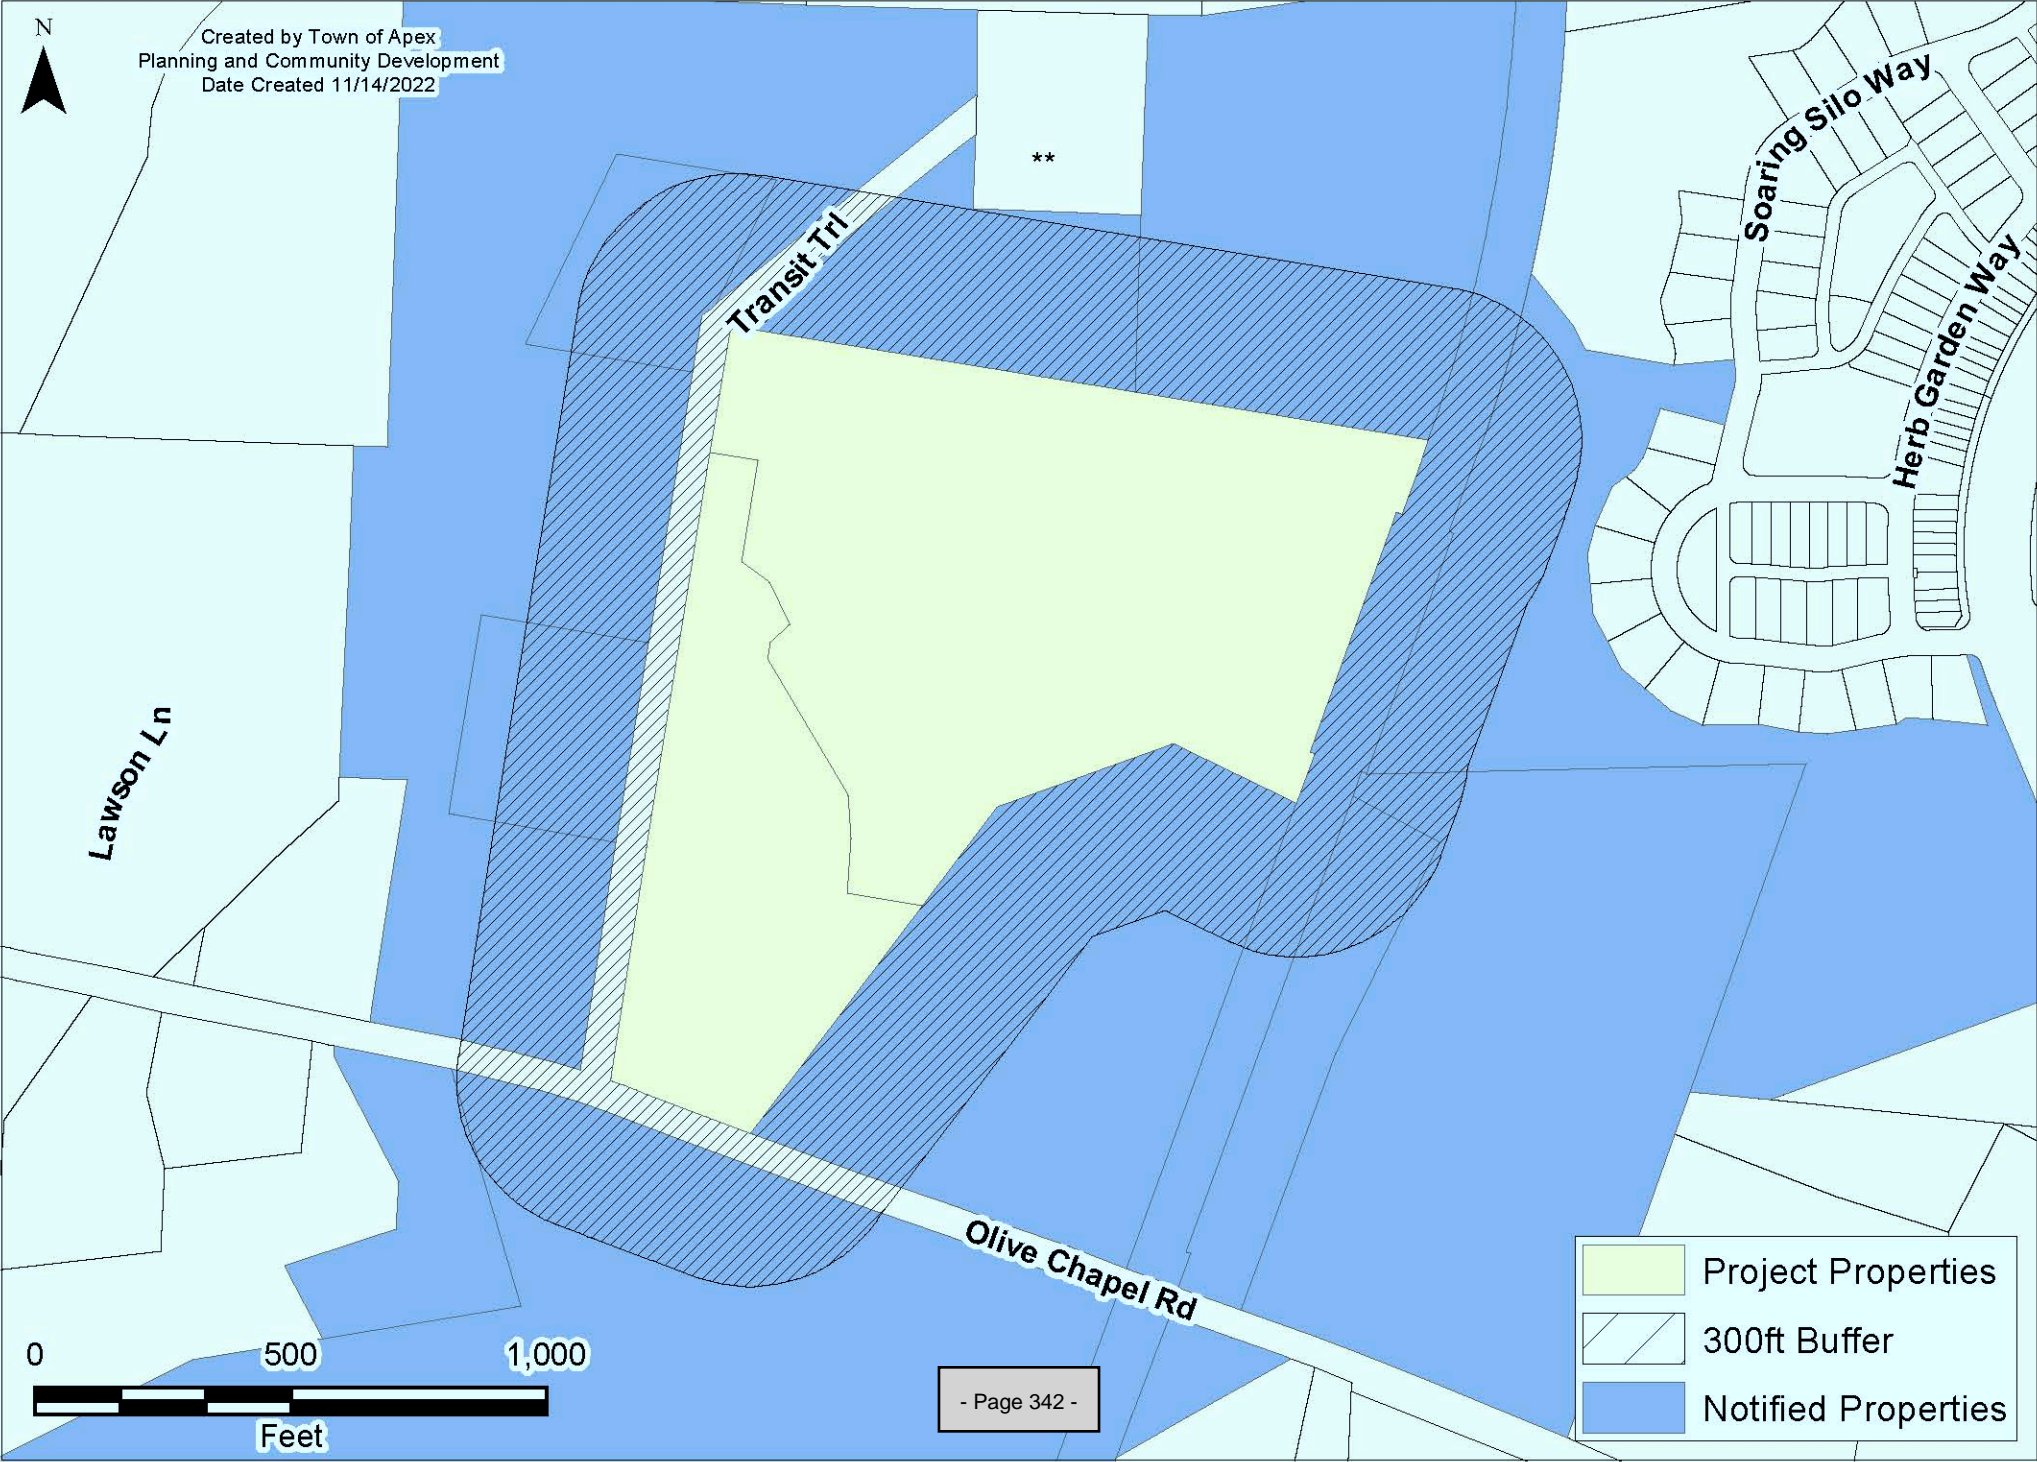 N
Created by Town of Apex
Planning and Community Development
Date Created 11/14/2022
**
Transit Trl
Soaring Silo Way
Herb Garden Way
Lawson Ln
Olive Chapel Rd
0 500 1,000
Feet
- Page 342 -
Project Properties
300ft Buffer
Notified Properties